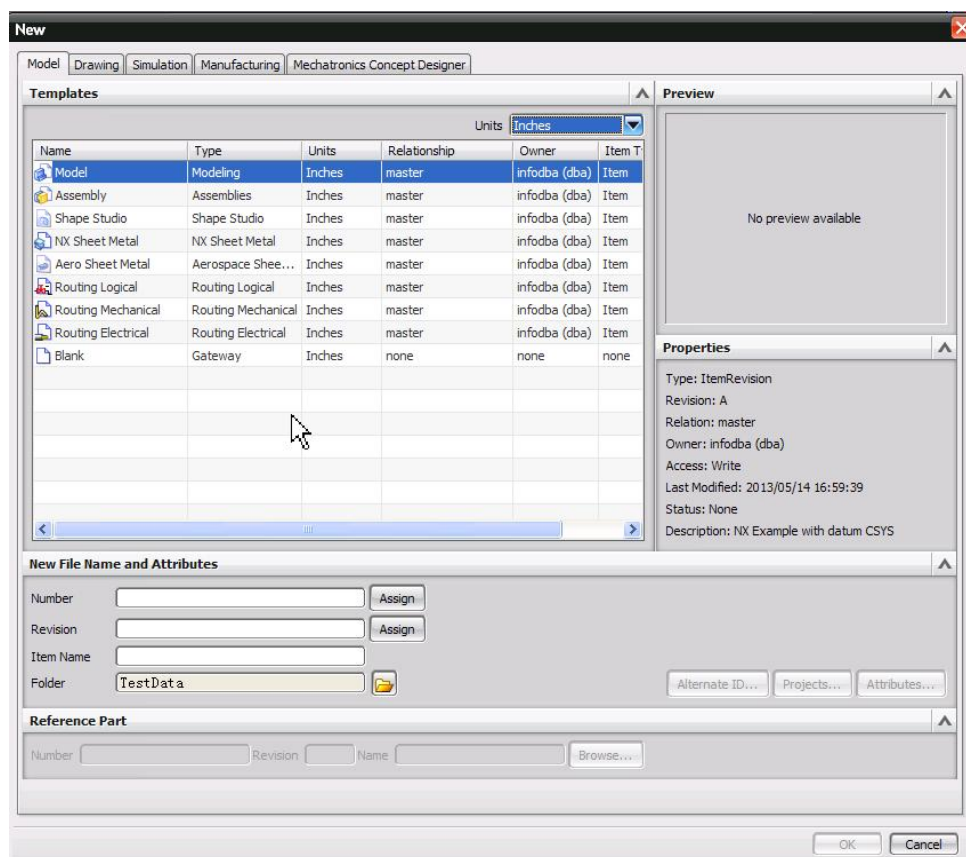 New
Model Drawing Simulation Manufacturing Mechatronics Concept Designer
Templates
Units Inches
Name Type Units Relationship Owner Item T
Model Modeling Inches master infodba (dba) Item
Assembly Assemblies Inches master infodba (dba) Item
Shape Studio Shape Studio Inches master infodba (dba) Item
NX Sheet Metal NX Sheet Metal Inches master infodba (dba) Item
Aero Sheet Metal Aerospace Shee... Inches master infodba (dba) Item
Routing Logical Routing Logical Inches master infodba (dba) Item
Routing Mechanical Routing Mechanical Inches master infodba (dba) Item
Routing Electrical Routing Electrical Inches master infodba (dba) Item
Blank Gateway Inches none none none
Preview
No preview available
Properties
Type: ItemRevision
Revision: A
Relation: master
Owner: infodba (dba)
Access: Write
Last Modified: 2013/05/14 16:59:39
Status: None
Description: NX Example with datum CSYS
New File Name and Attributes
Number Assign
Revision Assign
Item Name
Folder TestData
Alternate ID... Projects... Attributes...
Reference Part
Number Revision Name Browse...
OK Cancel